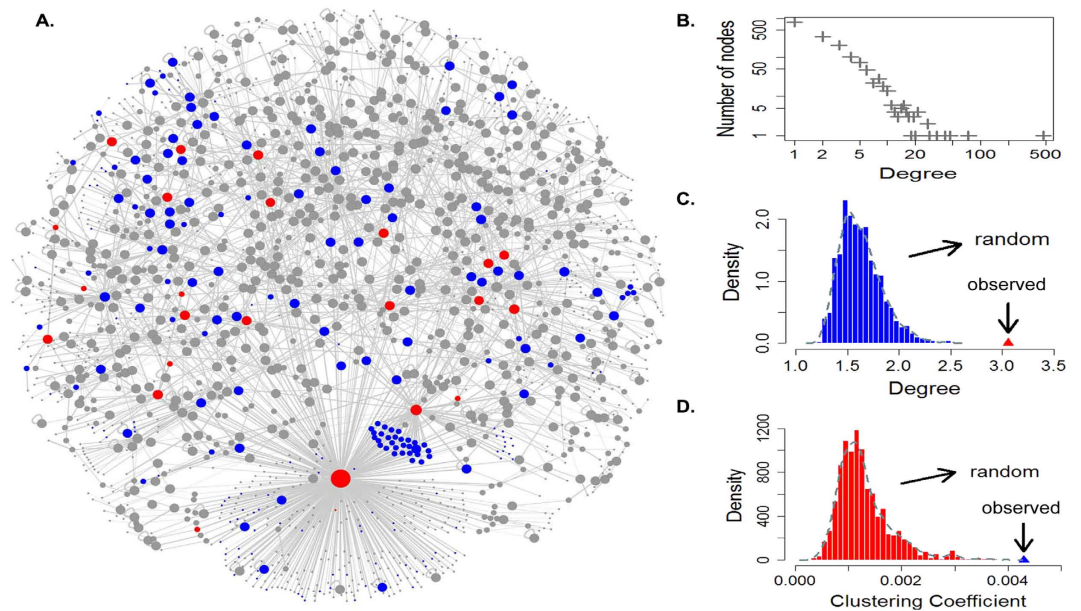 A.
B.
Number of nodes
500
50
5
1
1 2 5 20 100 500
Degree
C.
Density
2.0
1.0
0.0
random
observed
1.0 1.5 2.0 2.5 3.0 3.5
Degree
D.
Density
1200
800
400
0
random
observed
0.000 0.002 0.004
Clustering Coefficient